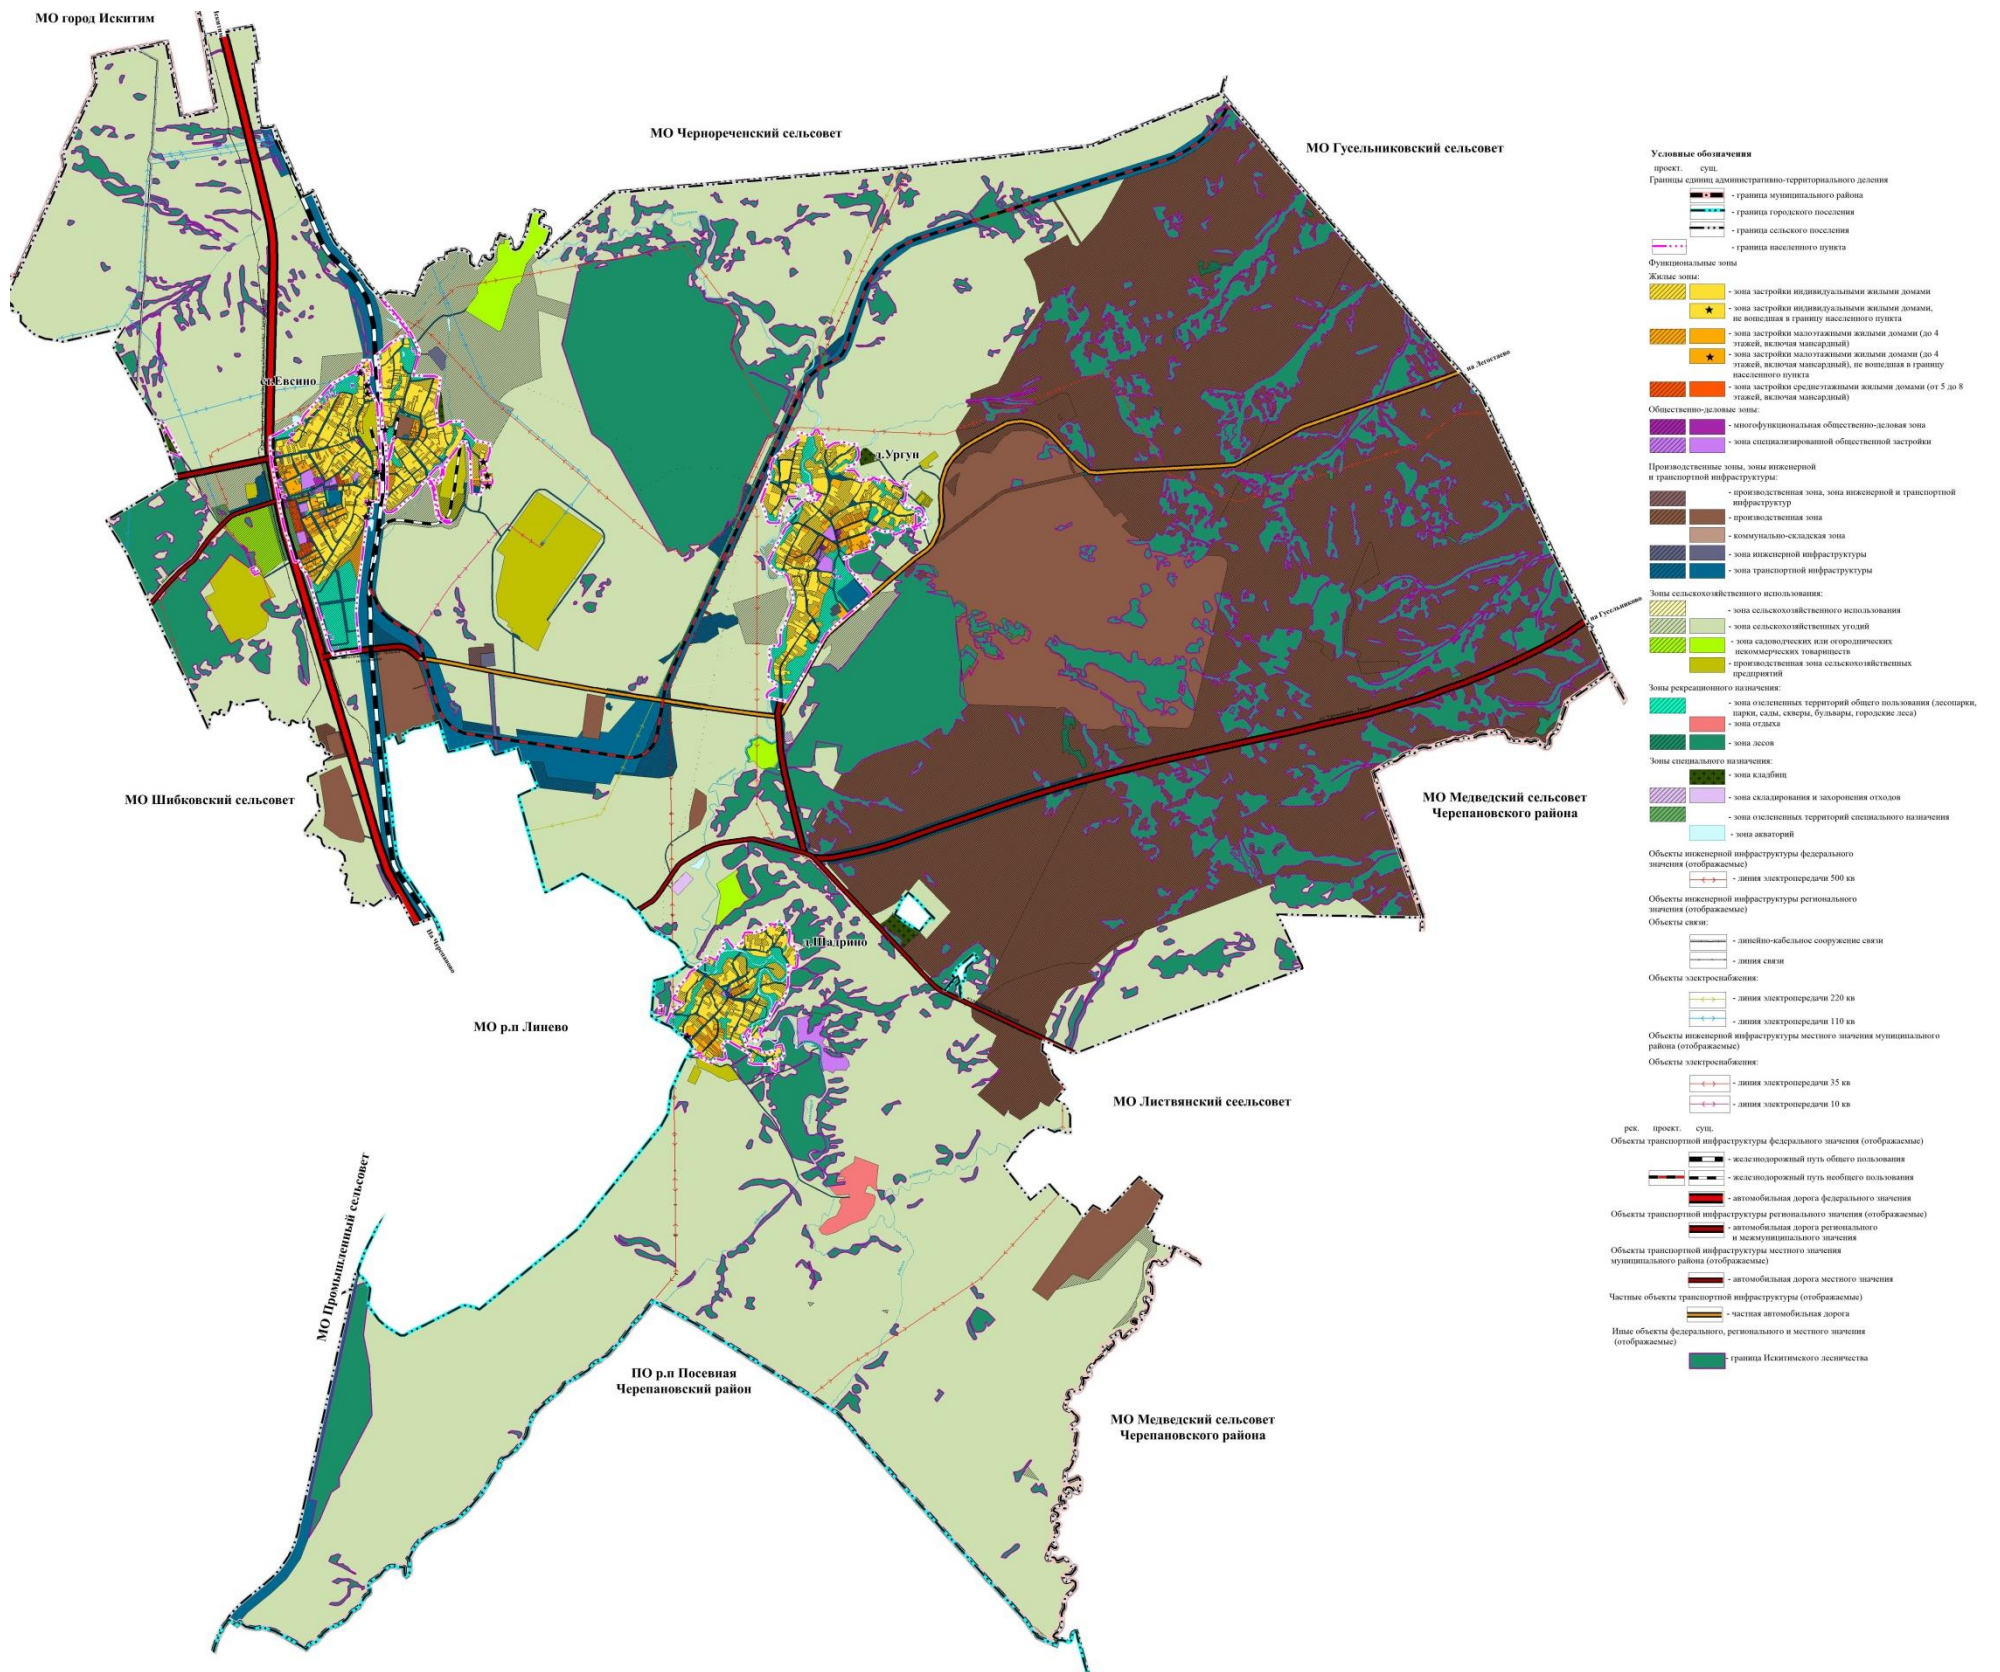 МО город Искитим
Искитим
МО Чернореченский сельсовет
МО Гусельниковский сельсовет
на Легостаево
ст.Евсино
д.Ургун
на Гусельниково
МО Шибковский сельсовет
МО Медведский сельсовет
Черепановского района
На Черепаново
д.Шадрино
МО р.п Линево
МО Листвянский сеельсовет
МО Промышленный сельсовет
ПО р.п Посевная
Черепановский район
МО Медведский сельсовет
Черепановского района
Условные обозначения
проект. сущ.
Границы единиц административно-территориального деления
- граница муниципального района
- граница городского поселения
- граница сельского поселения
- граница населенного пункта
Функциональные зоны
Жилые зоны:
- зона застройки индивидуальными жилыми домами
- зона застройки индивидуальными жилыми домами,
не вошедшая в границу населенного пункта
- зона застройки малоэтажными жилыми домами (до 4
этажей, включая мансардный)
- зона застройки малоэтажными жилыми домами (до 4
этажей, включая мансардный), не вошедшая в границу
населенного пункта
- зона застройки среднеэтажными жилыми домами (от 5 до 8
этажей, включая мансардный)
Общественно-деловые зоны:
- многофункциональная общественно-деловая зона
- зона специализированной общественной застройки
Производственные зоны, зоны инженерной
и транспортной инфраструктуры:
- производственная зона, зона инженерной и транспортной
инфраструктур
- производственная зона
- коммунально-складская зона
- зона инженерной инфраструктуры
- зона транспортной инфраструктуры
Зоны сельскохозяйственного использования:
- зона сельскохозяйственного использования
- зона сельскохозяйственных угодий
- зона садоводческих или огороднических
некоммерческих товариществ
- производственная зона сельскохозяйственных
предприятий
Зоны рекреационного назначения:
- зона озелененных территорий общего пользования (лесопарки,
парки, сады, скверы, бульвары, городские леса)
- зона отдыха
- зона лесов
Зоны специального назначения:
- зона кладбищ
- зона складирования и захоронения отходов
- зона озелененных территорий специального назначения
- зона акваторий
Объекты инженерной инфраструктуры федерального
значения (отображаемые)
- линия электропередачи 500 кв
Объекты инженерной инфраструктуры регионального
значения (отображаемые)
Объекты связи:
- линейно-кабельное сооружение связи
- линия связи
Объекты электроснабжения:
- линия электропередачи 220 кв
- линия электропередачи 110 кв
Объекты инженерной инфраструктуры местного значения муниципального
района (отображаемые)
Объекты электроснабжения:
- линия электропередачи 35 кв
- линия электропередачи 10 кв
рек. проект. сущ.
Объекты транспортной инфраструктуры федерального значения (отображаемые)
- железнодорожный путь общего пользования
- железнодорожный путь необщего пользования
- автомобильная дорога федерального значения
Объекты транспортной инфраструктуры регионального значения (отображаемые)
- автомобильная дорога регионального
и межмуниципального значения
Объекты транспортной инфраструктуры местного значения
муниципального района (отображаемые)
- автомобильная дорога местного значения
Частные объекты транспортной инфраструктуры (отображаемые)
- частная автомобильная дорога
Иные объекты федерального, регионального и местного значения
(отображаемые)
- граница Искитимского лесничества